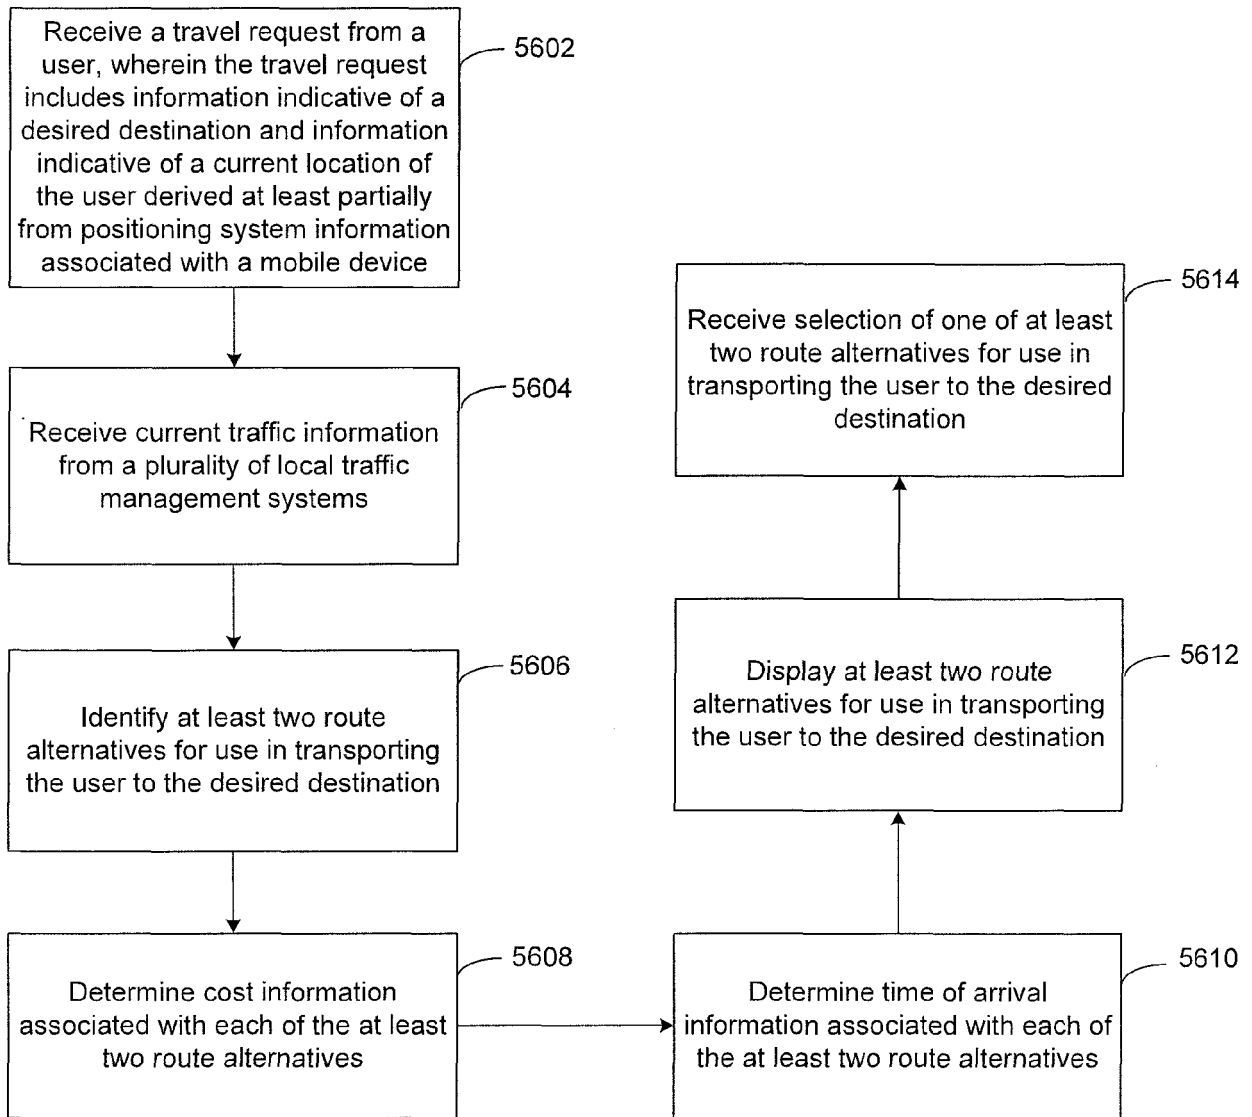 Receive a travel request from a
user, wherein the travel request
includes information indicative of a
desired destination and information
indicative of a current location of
the user derived at least partially
from positioning system information
associated with a mobile device
5602
Receive current traffic information
from a plurality of local traffic
management systems
5604
Identify at least two route
alternatives for use in transporting
the user to the desired destination
5606
Determine cost information
associated with each of the at least
two route alternatives
5608
Determine time of arrival
information associated with each of
the at least two route alternatives
5610
Display at least two route
alternatives for use in transporting
the user to the desired destination
5612
Receive selection of one of at least
two route alternatives for use in
transporting the user to the desired
destination
5614